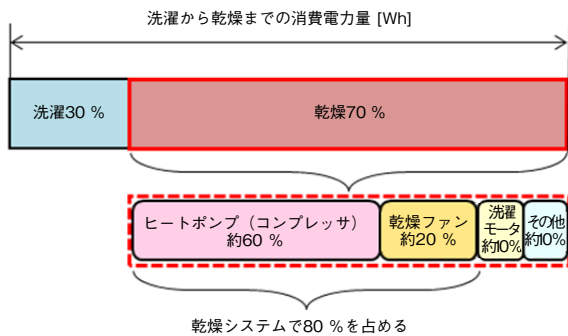 洗濯から乾燥までの消費電力量 [Wh]
洗濯30 %
乾燥70 %
ヒートポンプ（コンプレッサ）
約60 %
乾燥ファン
約20 %
洗濯
モータ
約10%
その他
約10%
乾燥システムで80 %を占める